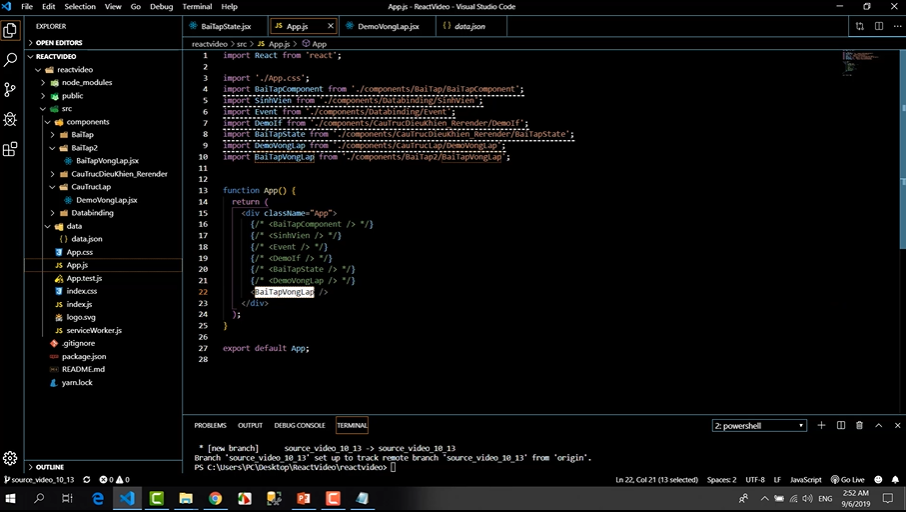 File Edit Selection View Go Debug Terminal Help
App.js - ReactVideo - Visual Studio Code
EXPLORER
OPEN EDITORS
REACTVIDEO
reactvideo
node_modules
public
src
components
BaiTap
BaiTap2
BaiTapVongLap.jsx
CauTrucDieuKhien_Rerender
CauTrucLap
DemoVongLap.jsx
Databinding
data
data.json
App.css
App.js
App.test.js
index.css
index.js
logo.svg
serviceWorker.js
.gitignore
package.json
README.md
yarn.lock
OUTLINE
BaiTapState.jsx App.js DemoVongLap.jsx data.json
reactvideo > src > App.js > App
1 import React from 'react';
2
3 import './App.css';
4 import BaiTapComponent from './components/BaiTap/BaiTapComponent';
5 import SinhVien from './components/Databinding/SinhVien';
6 import Event from './components/Databinding/Event';
7 import DemoIf from './components/CauTrucDieuKhien_Rerender/DemoIf';
8 import BaiTapState from './components/CauTrucDieuKhien_Rerender/BaiTapState';
9 import DemoVongLap from './components/CauTrucLap/DemoVongLap';
10 import BaiTapVongLap from './components/BaiTap2/BaiTapVongLap';
11
12
13 function App() {
14 return (
15 <div className="App">
16 {/* <BaiTapComponent /> */}
17 {/* <SinhVien /> */}
18 {/* <Event /> */}
19 {/* <DemoIf /> */}
20 {/* <BaiTapState /> */}
21 {/* <DemoVongLap /> */}
22 <BaiTapVongLap />
23 </div>
24 );
25 }
26
27 export default App;
28
PROBLEMS OUTPUT DEBUG CONSOLE TERMINAL 2: powershell
* [new branch] source_video_10_13 -> source_video_10_13
Branch 'source_video_10_13' set up to track remote branch 'source_video_10_13' from 'origin'.
PS C:\Users\PC\Desktop\ReactVideo\reactvideo>
source_video_10_13 0 0 Ln 22, Col 21 (13 selected) Spaces: 2 UTF-8 LF JavaScript Go Live
ENG 2:52 AM
9/6/2019